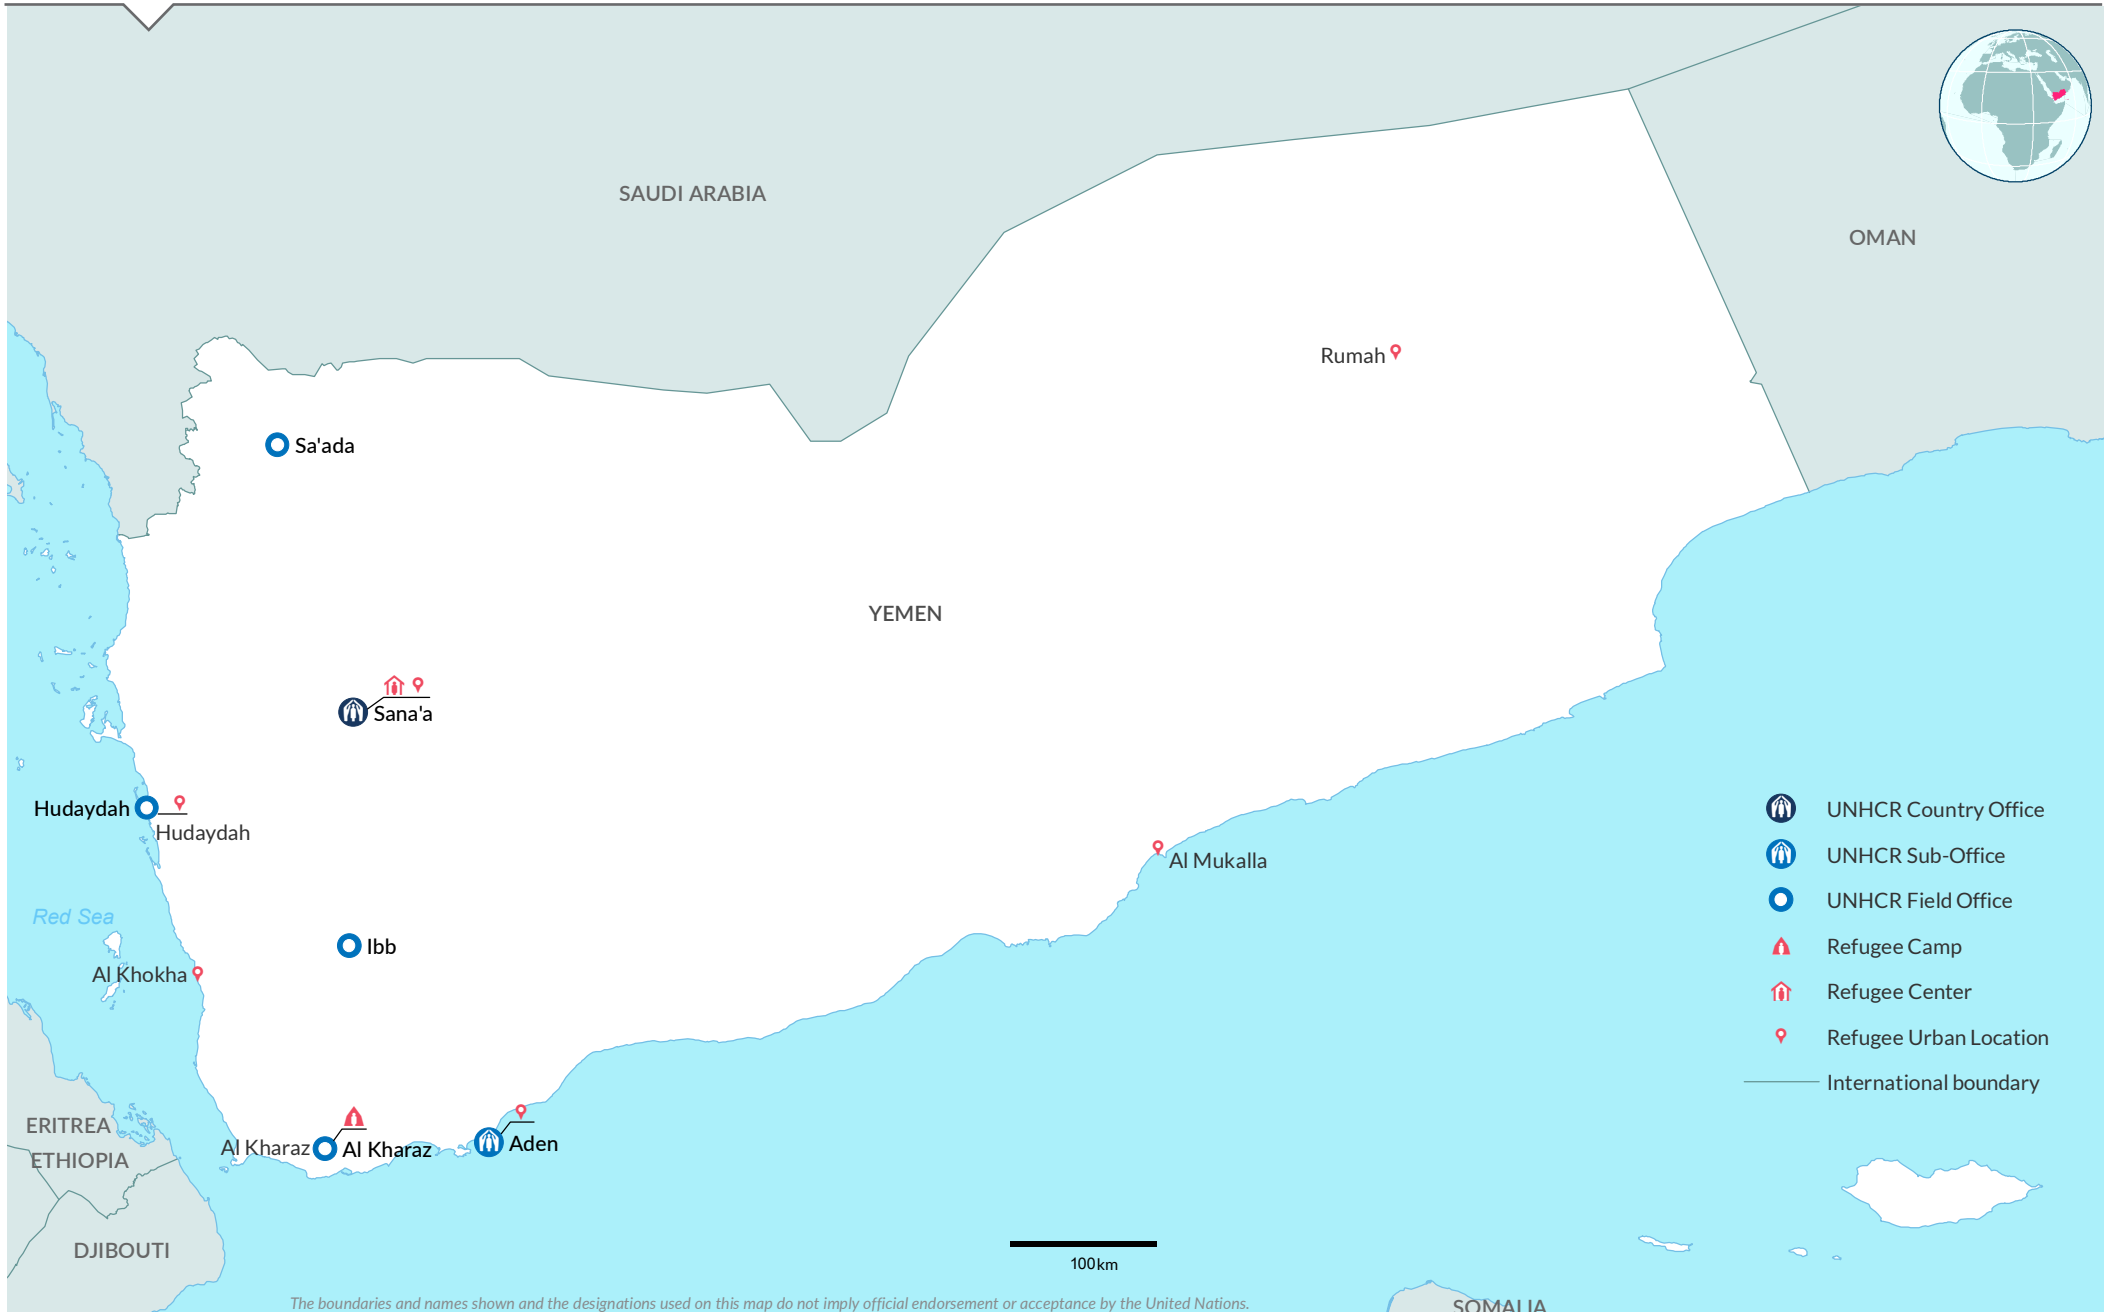 SAUDI ARABIA
OMAN
Rumah
Sa'ada
YEMEN
Sana'a
Hudaydah
Hudaydah
Al Mukalla
Red Sea
Ibb
Al Khokha
ERITREA
ETHIOPIA
Al Kharaz
Al Kharaz
Aden
DJIBOUTI
UNHCR Country Office
UNHCR Sub-Office
UNHCR Field Office
Refugee Camp
Refugee Center
Refugee Urban Location
International boundary
100km
The boundaries and names shown and the designations used on this map do not imply official endorsement or acceptance by the United Nations.
SOMALIA